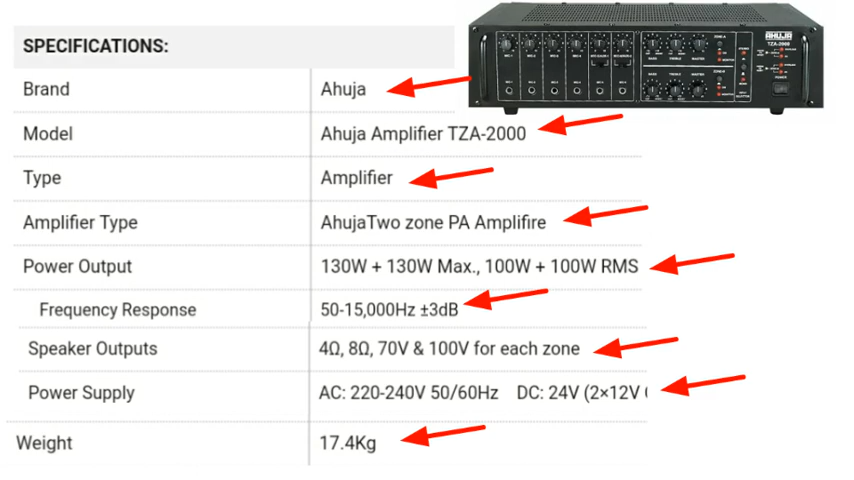 AHUJA
TZA-2000
SPECIFICATIONS:
Brand Ahuja
Model Ahuja Amplifier TZA-2000
Type Amplifier
Amplifier Type AhujaTwo zone PA Amplifire
Power Output 130W + 130W Max., 100W + 100W RMS
Frequency Response 50-15,000Hz ±3dB
Speaker Outputs 4Ω, 8Ω, 70V & 100V for each zone
Power Supply AC: 220-240V 50/60Hz DC: 24V (2×12V
Weight 17.4Kg